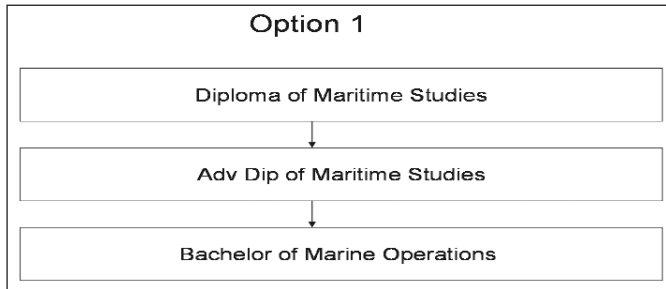 Option 1
Diploma of Maritime Studies
Adv Dip of Maritime Studies
Bachelor of Marine Operations